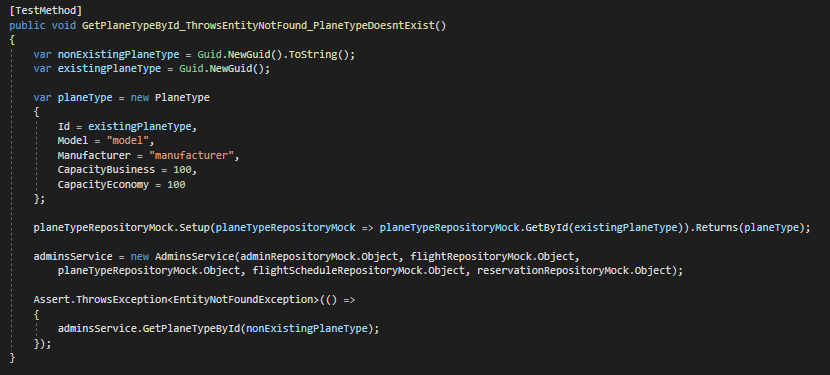 [TestMethod]
public void GetPlaneTypeById_ThrowsEntityNotFound_PlaneTypeDoesntExist()
{
    var nonExistingPlaneType = Guid.NewGuid().ToString();
    var existingPlaneType = Guid.NewGuid();

    var planeType = new PlaneType
    {
        Id = existingPlaneType,
        Model = "model",
        Manufacturer = "manufacturer",
        CapacityBusiness = 100,
        CapacityEconomy = 100
    };

    planeTypeRepositoryMock.Setup(planeTypeRepositoryMock => planeTypeRepositoryMock.GetById(existingPlaneType)).Returns(planeType);

    adminsService = new AdminsService(adminRepositoryMock.Object, flightRepositoryMock.Object,
        planeTypeRepositoryMock.Object, flightScheduleRepositoryMock.Object, reservationRepositoryMock.Object);

    Assert.ThrowsException<EntityNotFoundException>(() =>
    {
        adminsService.GetPlaneTypeById(nonExistingPlaneType);
    });
}